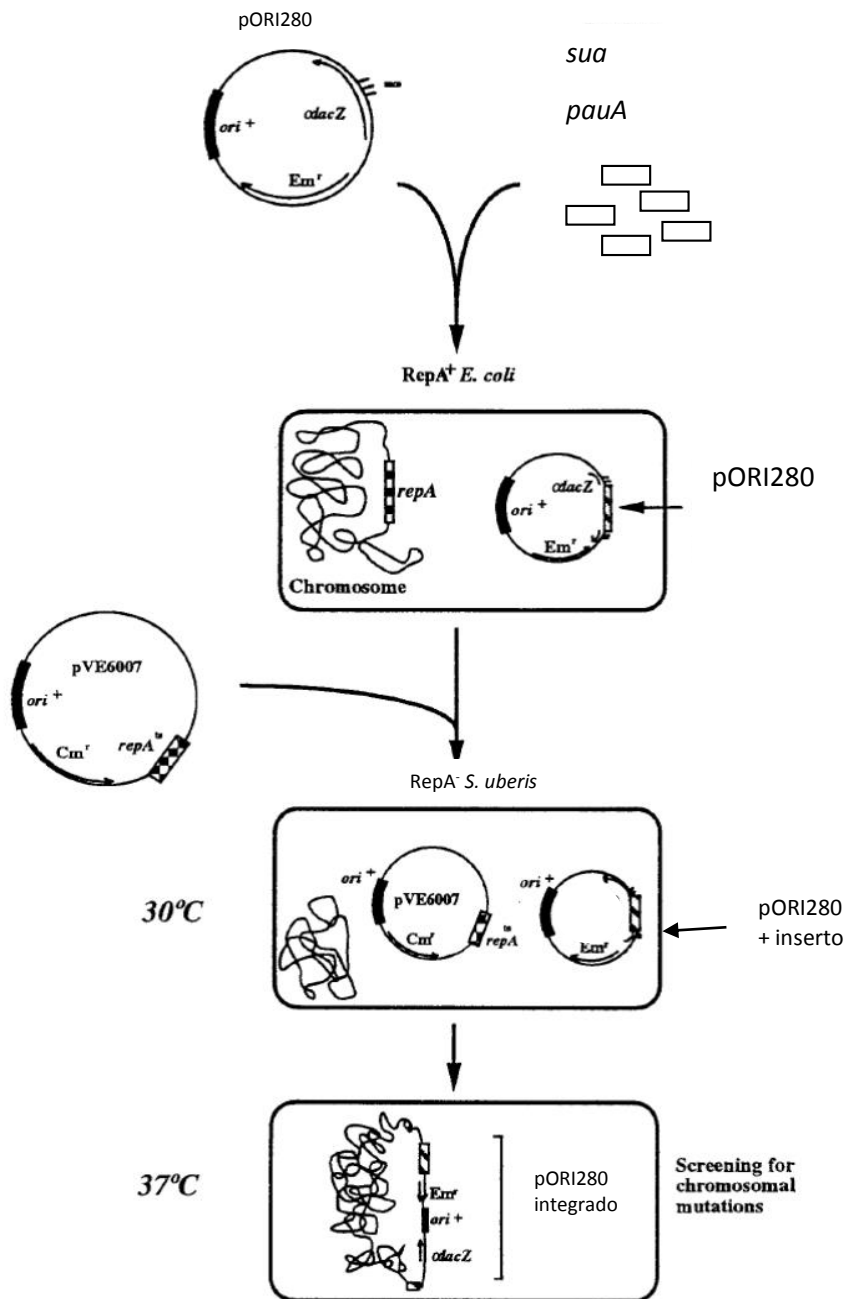 pORI280
sua
pauA
mcs
αlacZ
ori +
Em r
RepA+ E. coli
repA
αlacZ
ori +
Em r
Chromosome
pORI280
pVE6007
ori +
Cm r
repA ts
RepA- S. uberis
30ºC
ori +
pVE6007
Cm r
repA ts
ori +
Em r
pORI280
+ inserto
37ºC
Em r
ori +
αlacZ
pORI280
integrado
Screening for
chromosomal
mutations